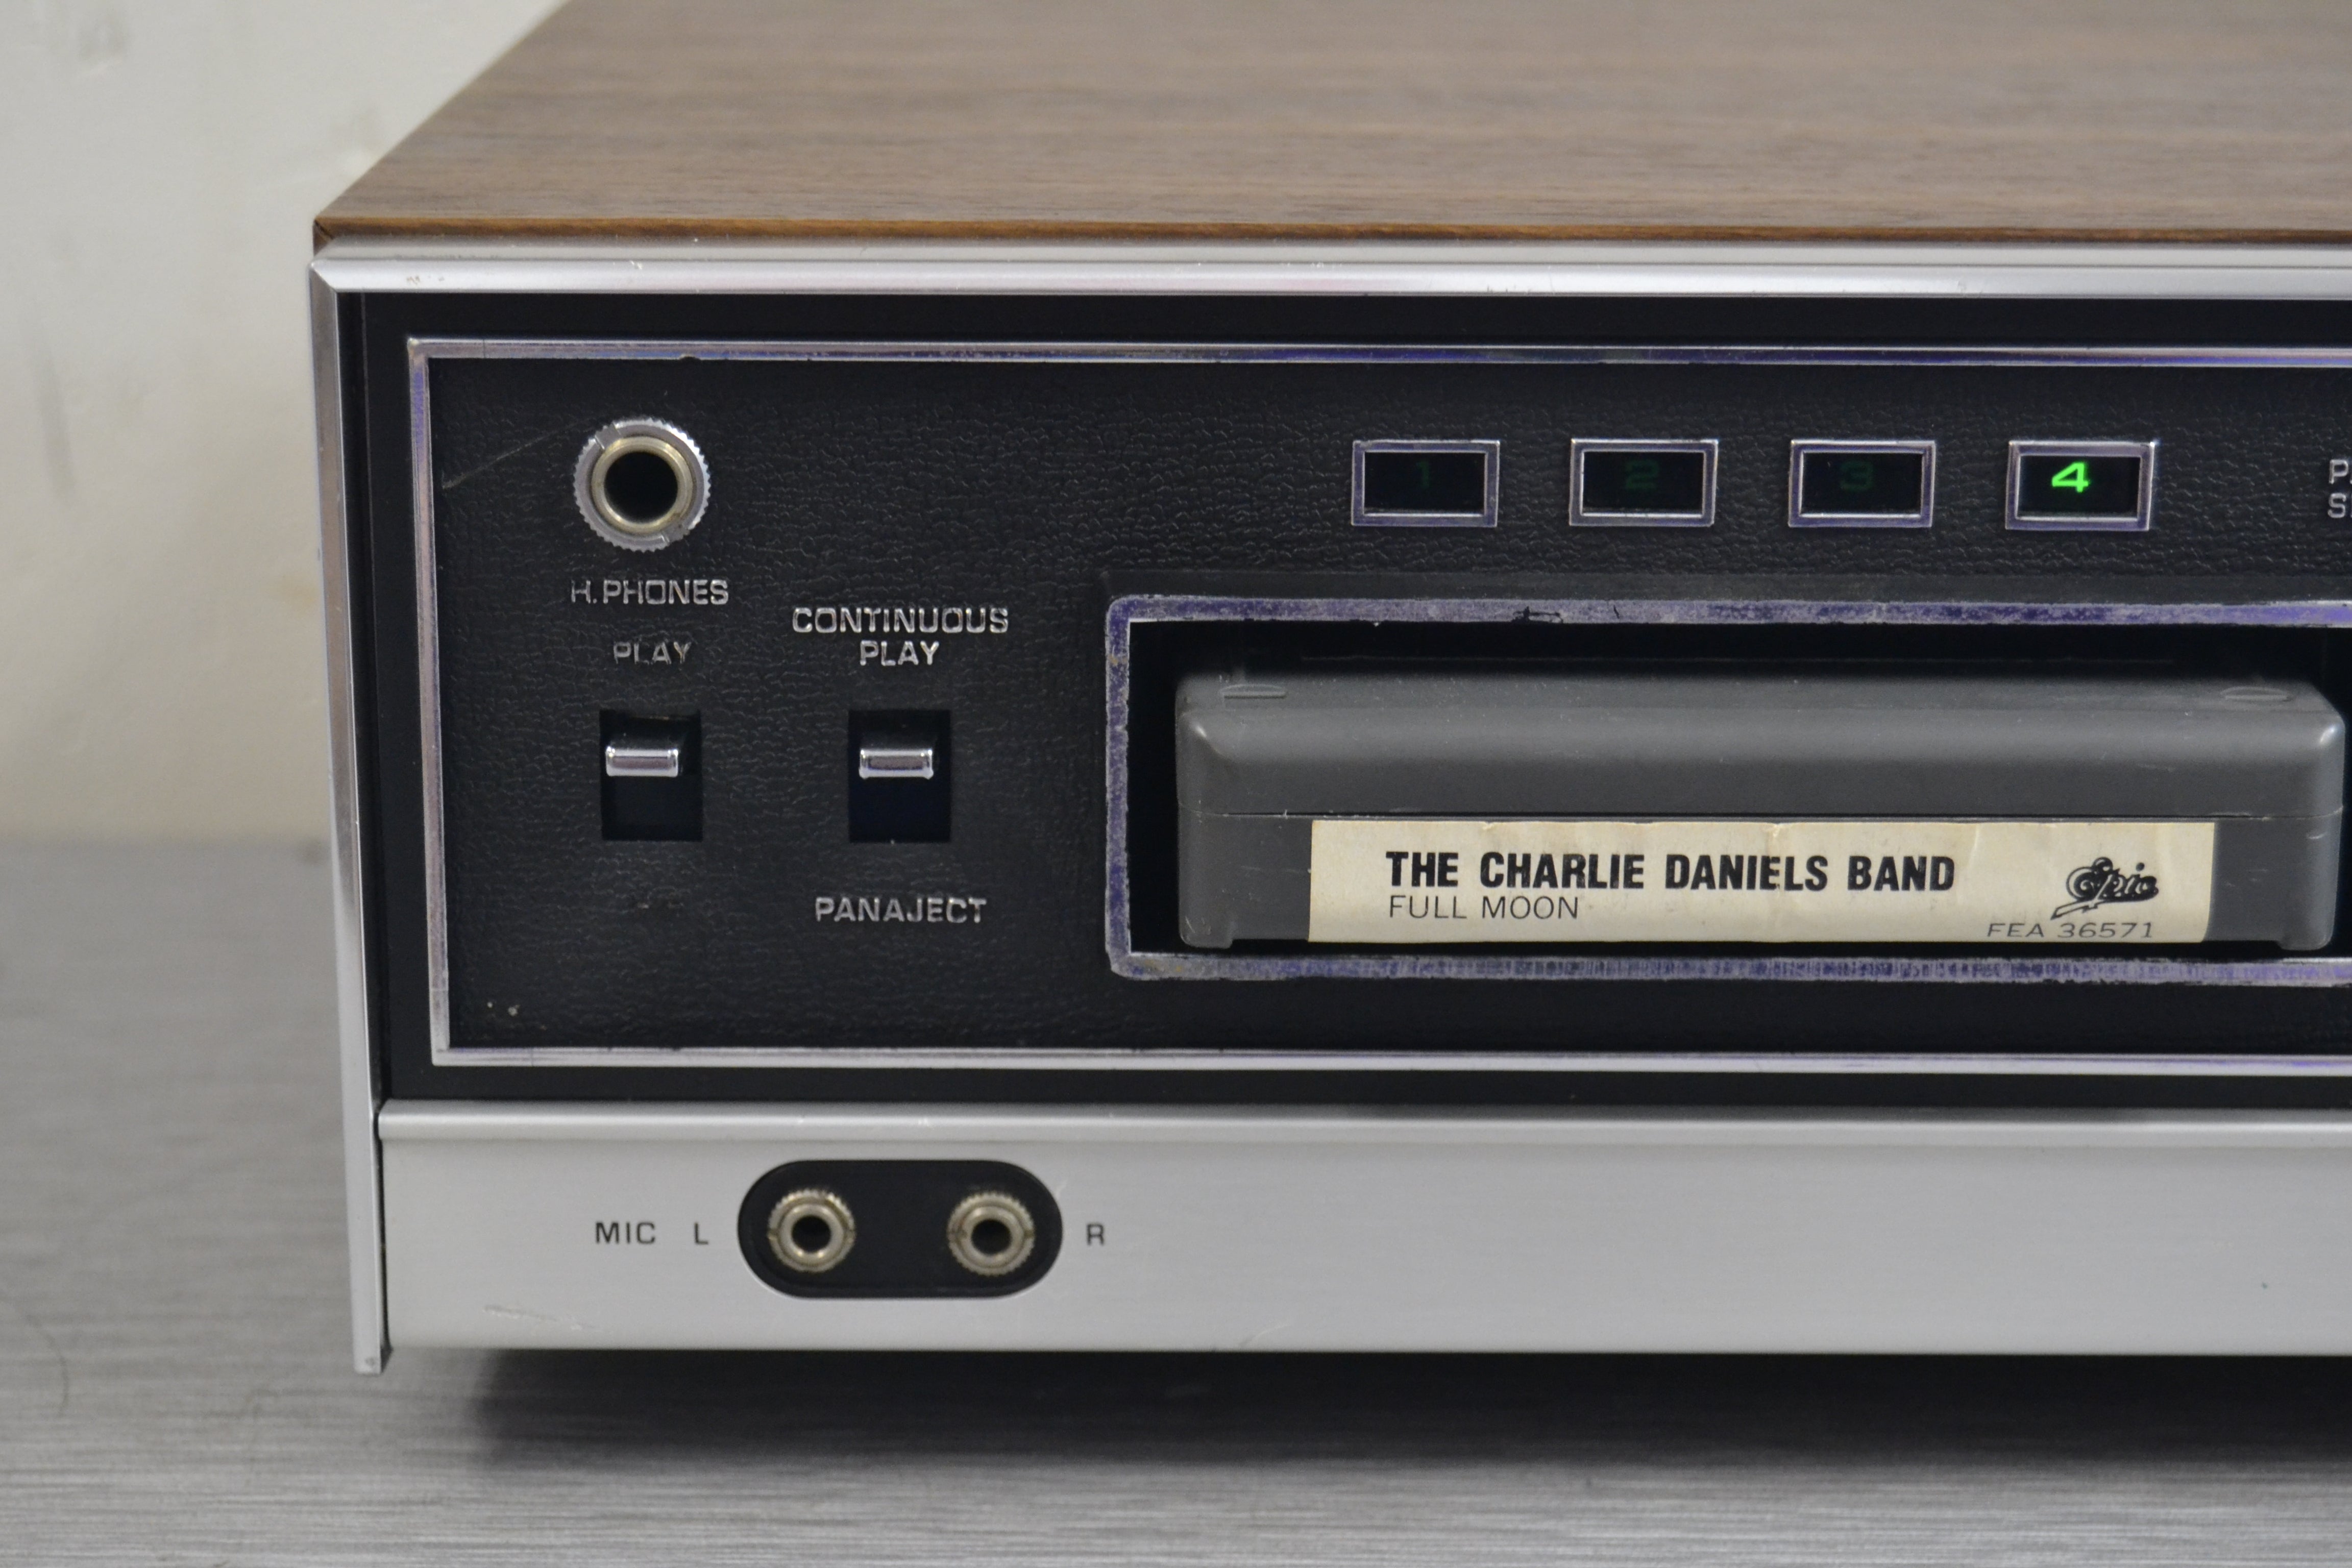 1 2 3 4
H.PHONES
PLAY
CONTINUOUS
PLAY
PANAJECT
THE CHARLIE DANIELS BAND
FULL MOON
Epic
FEA 36571
MIC L R